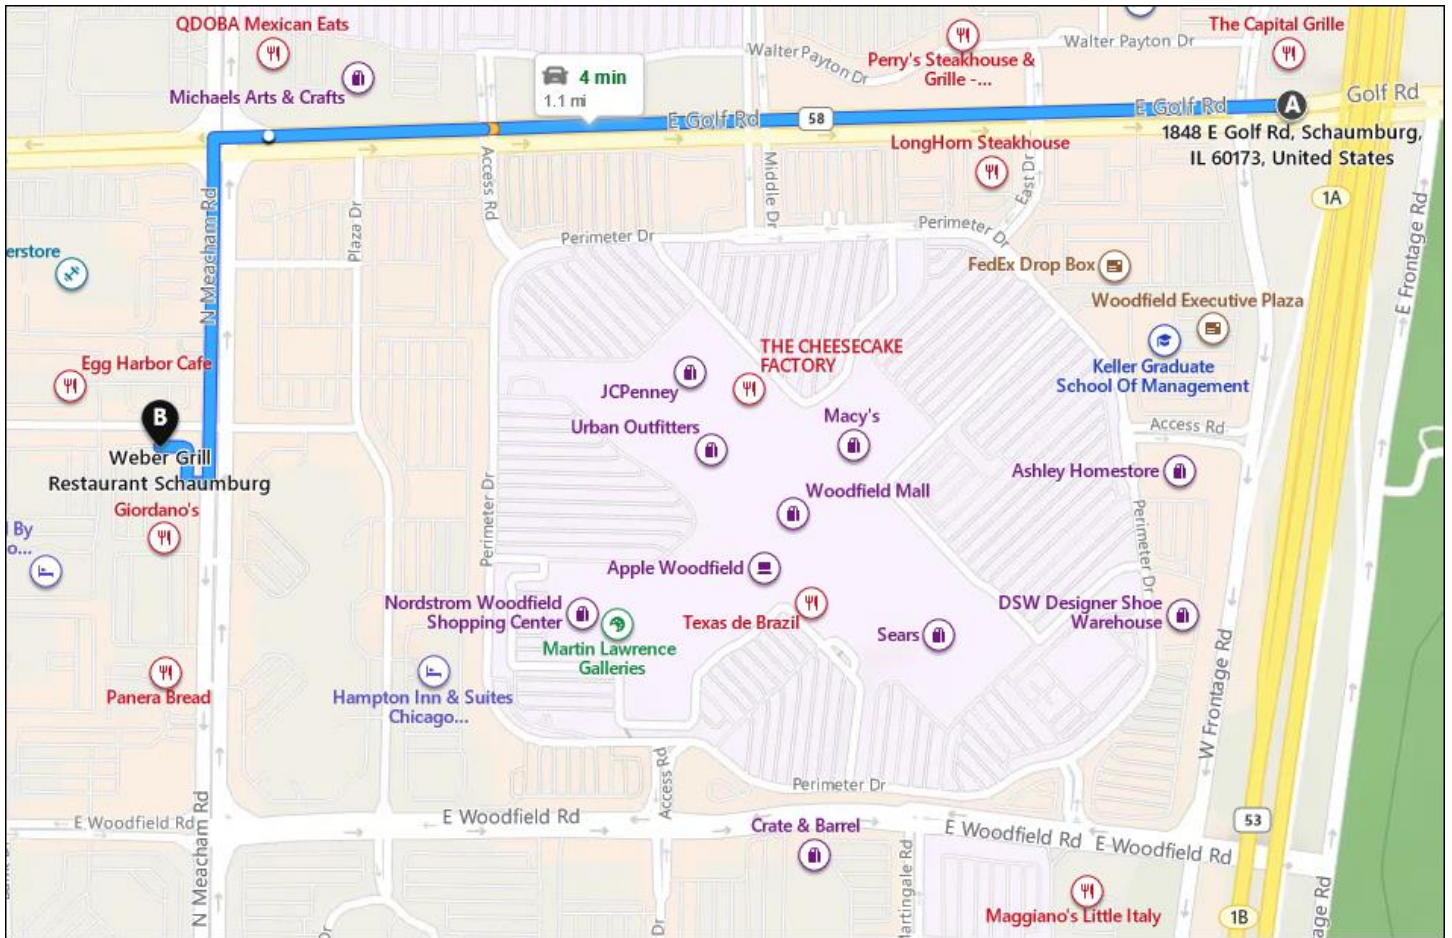 QDOBA Mexican Eats
Michaels Arts & Crafts
4 min
1.1 mi
Walter Payton Dr
Perry's Steakhouse &
Grille -...
Walter Payton Dr
The Capital Grille
E Golf Rd
58
E Golf Rd
A
Golf Rd
1848 E Golf Rd, Schaumburg,
IL 60173, United States
LongHorn Steakhouse
1A
N Meacham Rd
Plaza Dr
Access Rd
Middle Dr
East Dr
E Frontage Rd
Perimeter Dr
Perimeter Dr
erstore
FedEx Drop Box
Woodfield Executive Plaza
Keller Graduate
School Of Management
Egg Harbor Cafe
THE CHEESECAKE
FACTORY
JCPenney
Urban Outfitters
Macy's
Access Rd
B
Weber Grill
Restaurant Schaumburg
Ashley Homestore
Woodfield Mall
Giordano's
l By
o...
Perimeter Dr
Perimeter Dr
Apple Woodfield
Nordstrom Woodfield
Shopping Center
Texas de Brazil
Sears
DSW Designer Shoe
Warehouse
Martin Lawrence
Galleries
W Frontage Rd
Panera Bread
Hampton Inn & Suites
Chicago...
Access Rd
Perimeter Dr
E Woodfield Rd
N Meacham Rd
E Woodfield Rd
Crate & Barrel
E Woodfield Rd
E Woodfield Rd
53
Maggiano's Little Italy
1B
Dr
Dr
artingale Rd
age Rd